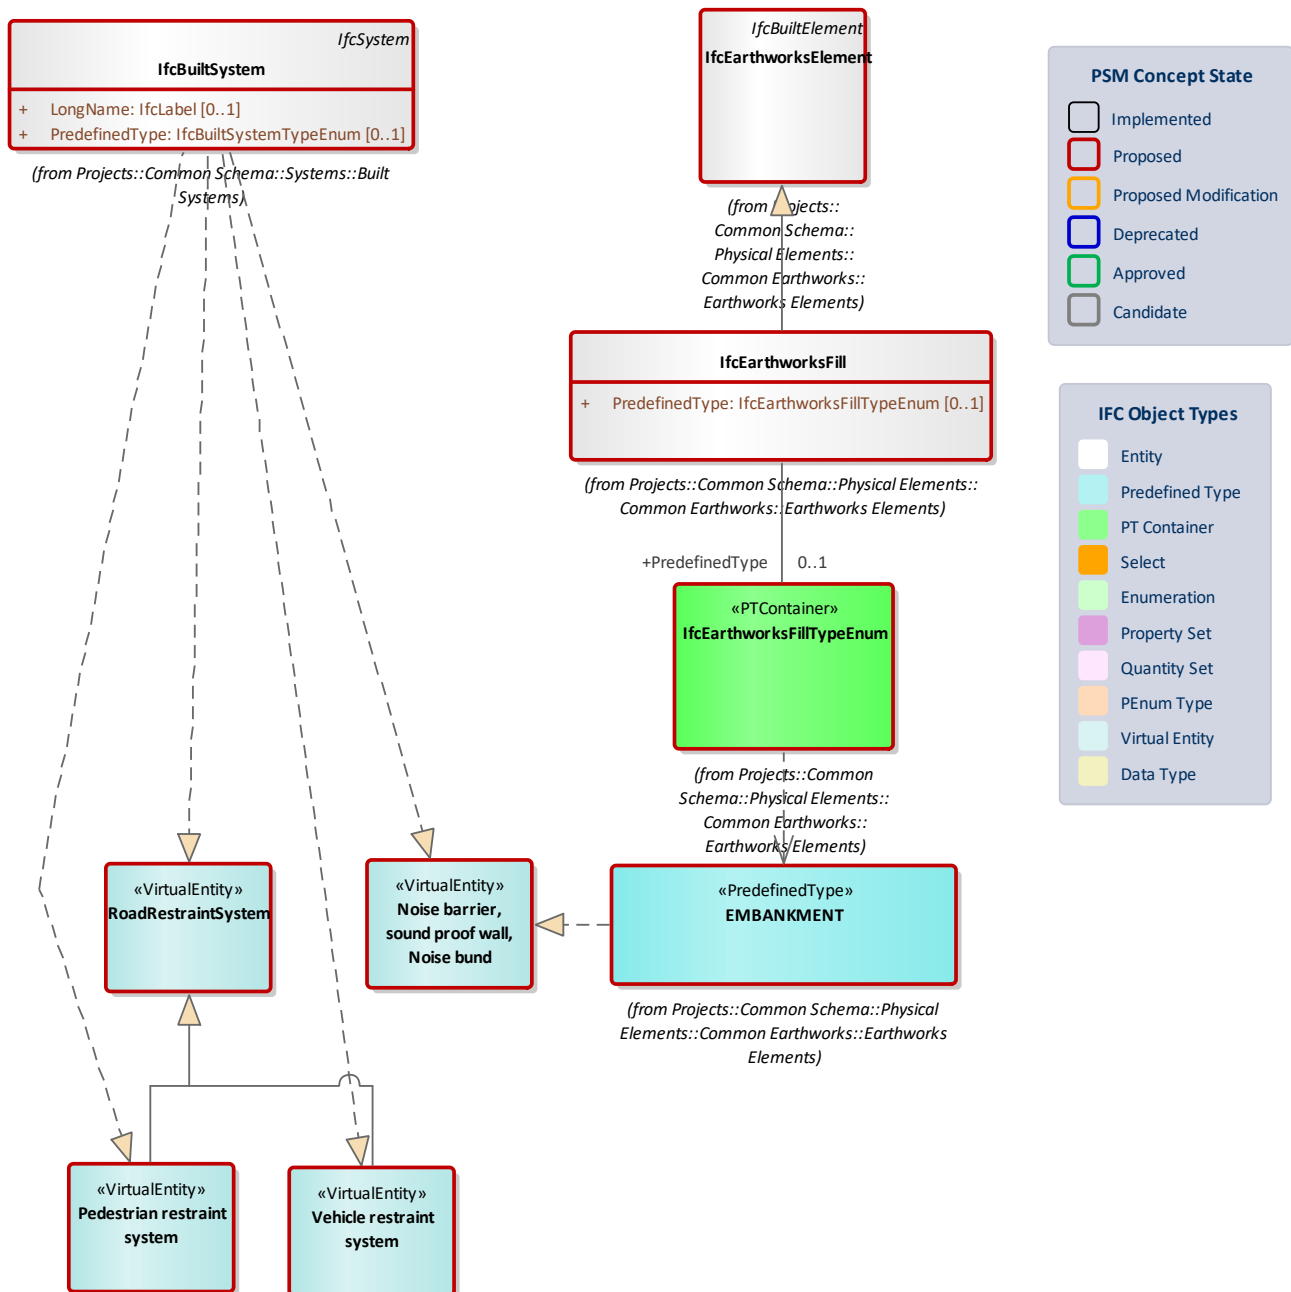 IfcSystem
IfcBuiltSystem
+ LongName: IfcLabel [0..1]
+ PredefinedType: IfcBuiltSystemTypeEnum [0..1]
(from Projects::Common Schema::Systems::Built
Systems)
IfcBuiltElement
IfcEarthworksElement
(from Projects::
Common Schema::
Physical Elements::
Common Earthworks::
Earthworks Elements)
IfcEarthworksFill
+ PredefinedType: IfcEarthworksFillTypeEnum [0..1]
(from Projects::Common Schema::Physical Elements::
Common Earthworks::Earthworks Elements)
+PredefinedType 0..1
«PTContainer»
IfcEarthworksFillTypeEnum
(from Projects::Common
Schema::Physical Elements::
Common Earthworks::
Earthworks Elements)
«PredefinedType»
EMBANKMENT
(from Projects::Common Schema::Physical
Elements::Common Earthworks::Earthworks
Elements)
«VirtualEntity»
RoadRestraintSystem
«VirtualEntity»
Noise barrier,
sound proof wall,
Noise bund
«VirtualEntity»
Pedestrian restraint
system
«VirtualEntity»
Vehicle restraint
system
PSM Concept State
Implemented
Proposed
Proposed Modification
Deprecated
Approved
Candidate
IFC Object Types
Entity
Predefined Type
PT Container
Select
Enumeration
Property Set
Quantity Set
PEnum Type
Virtual Entity
Data Type